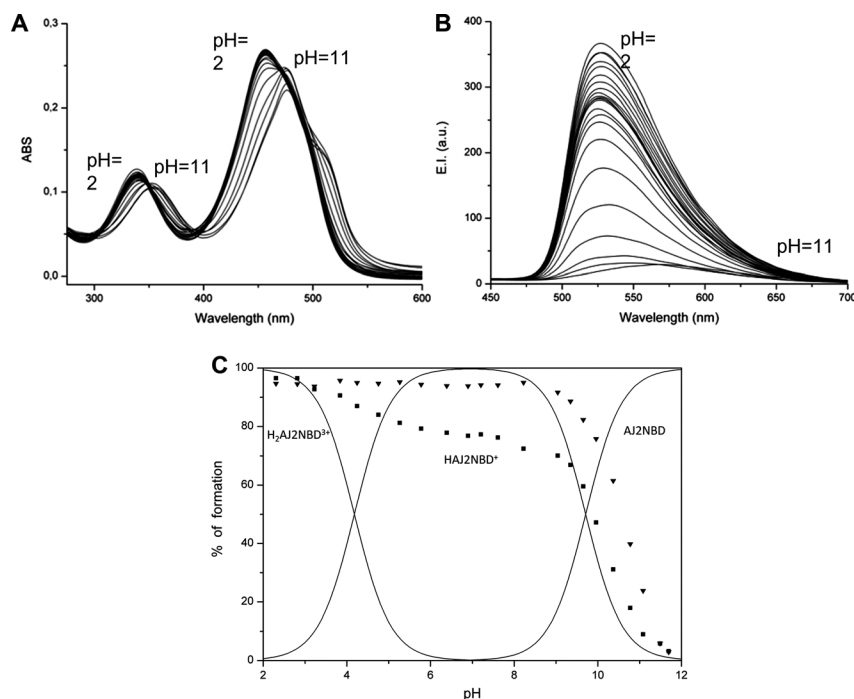 A
pH=
2
pH=11
pH=
2
pH=11
0,3
0,2
0,1
0,0
ABS
300
400
500
600
Wavelength (nm)
B
pH=
2
pH=11
400
300
200
100
0
E.I. (a.u.)
450
500
550
600
650
700
Wavelength (nm)
C
100
80
60
40
20
0
% of formation
H₂AJ2NBD³⁺
HAJ2NBD⁺
AJ2NBD
2
4
6
8
10
12
pH